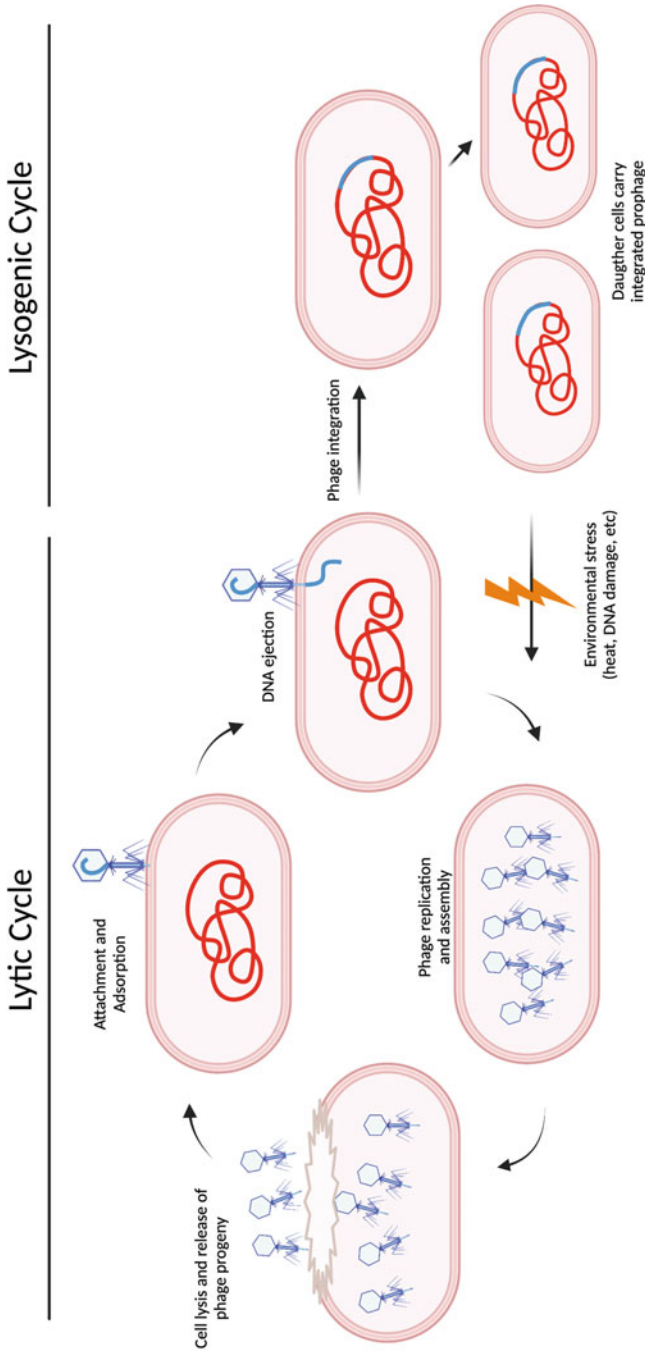 Lytic Cycle
Lysogenic Cycle
Attachment and
Adsorption
DNA ejection
Phage integration
Daugther cells carry
integrated prophage
Environmental stress
(heat, DNA damage, etc)
Phage replication
and assembly
Cell lysis and release of
phage progeny